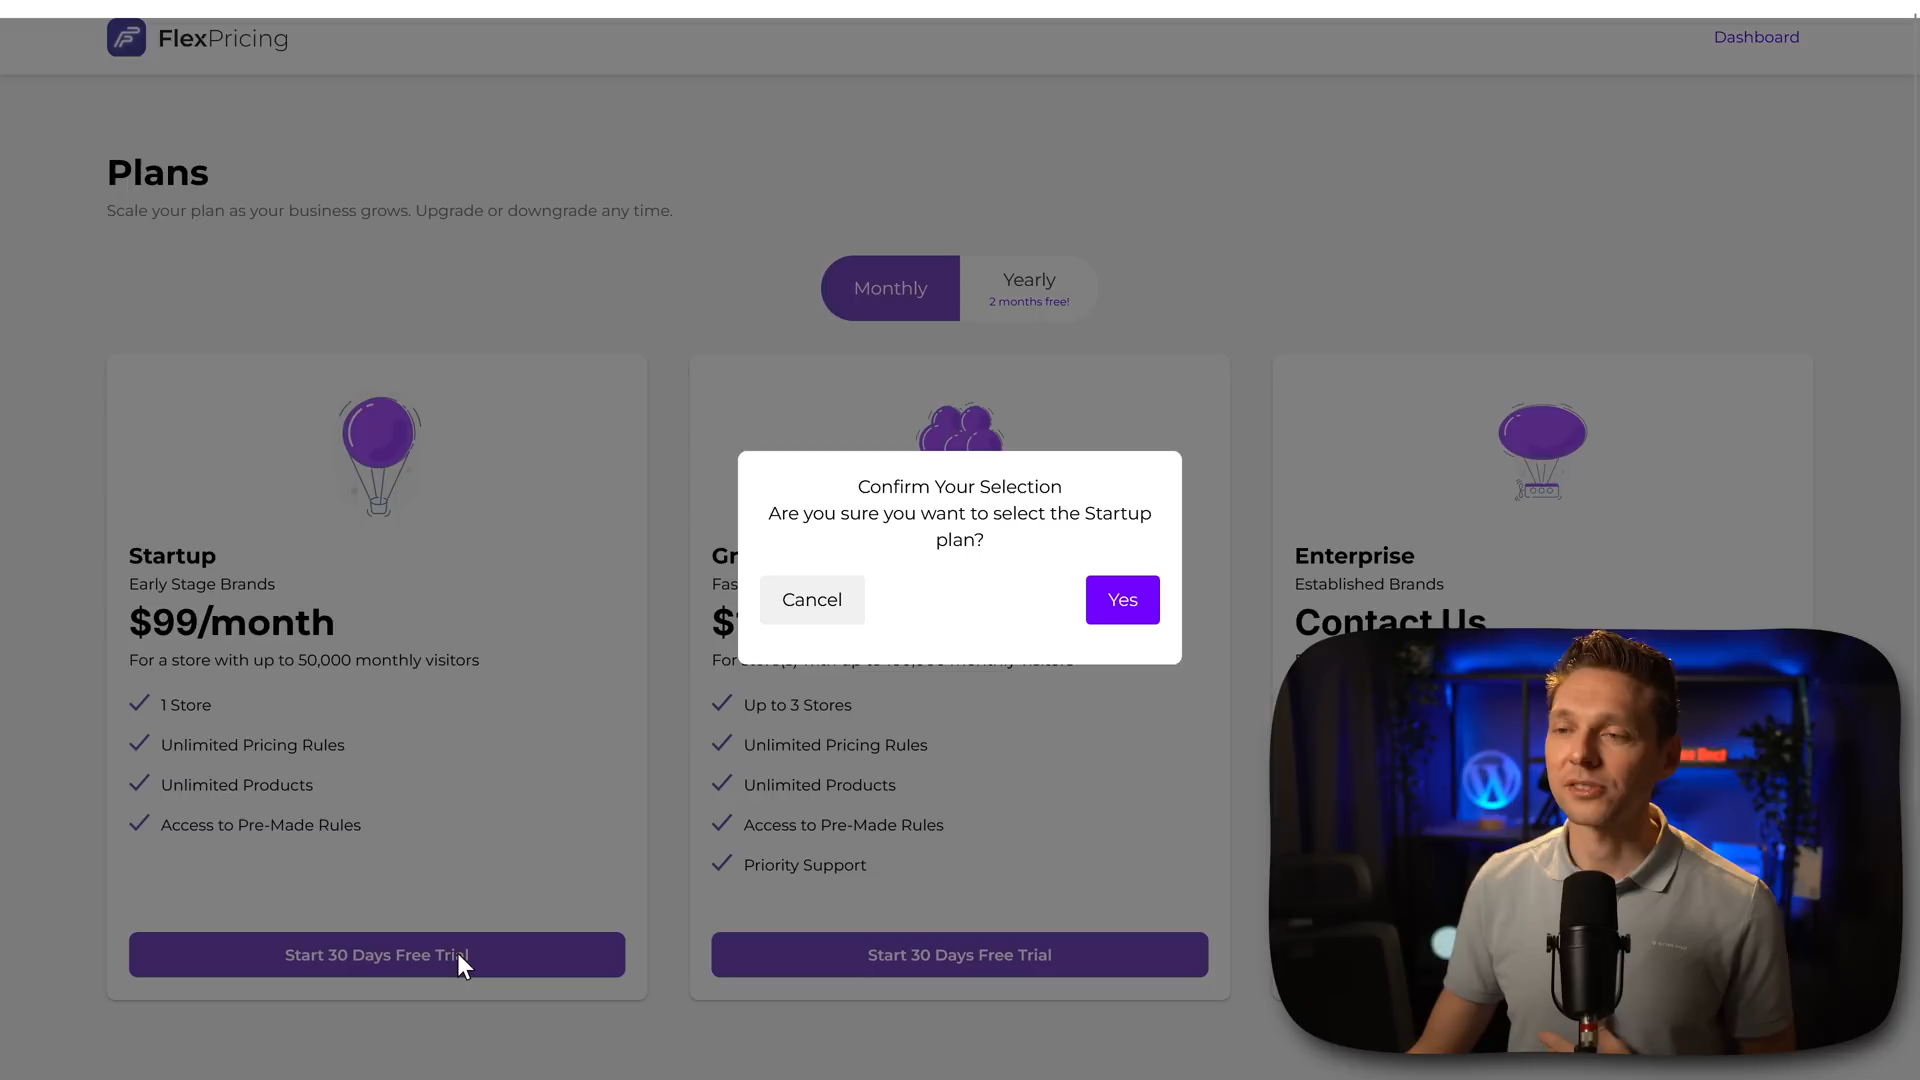 FlexPricing
Dashboard
Plans
Scale your plan as your business grows. Upgrade or downgrade any time.
Monthly
Yearly
2 months free!
Startup
Early Stage Brands
$99/month
For a store with up to 50,000 monthly visitors
1 Store
Unlimited Pricing Rules
Unlimited Products
Access to Pre-Made Rules
Start 30 Days Free Trial
Confirm Your Selection
Are you sure you want to select the Startup
plan?
Cancel
Yes
Up to 3 Stores
Unlimited Pricing Rules
Unlimited Products
Access to Pre-Made Rules
Priority Support
Start 30 Days Free Trial
Enterprise
Established Brands
Contact Us